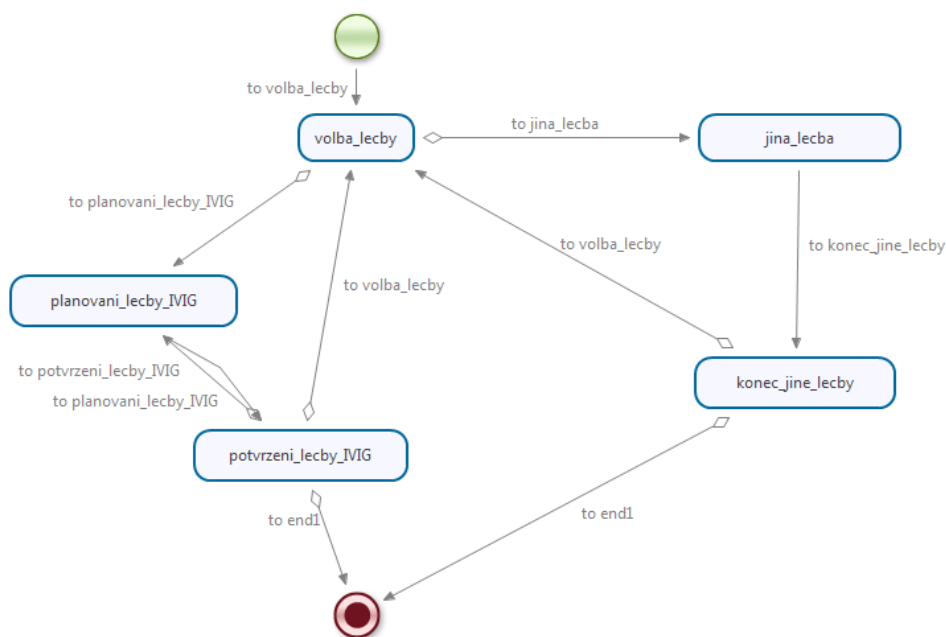 to volba_lecby
volba_lecby
to jina_lecba
jina_lecba
to planovani_lecby_IVIG
to volba_lecby
to konec_jine_lecby
to volba_lecby
planovani_lecby_IVIG
to potvrzeni_lecby_IVIG
to planovani_lecby_IVIG
konec_jine_lecby
potvrzeni_lecby_IVIG
to end1
to end1